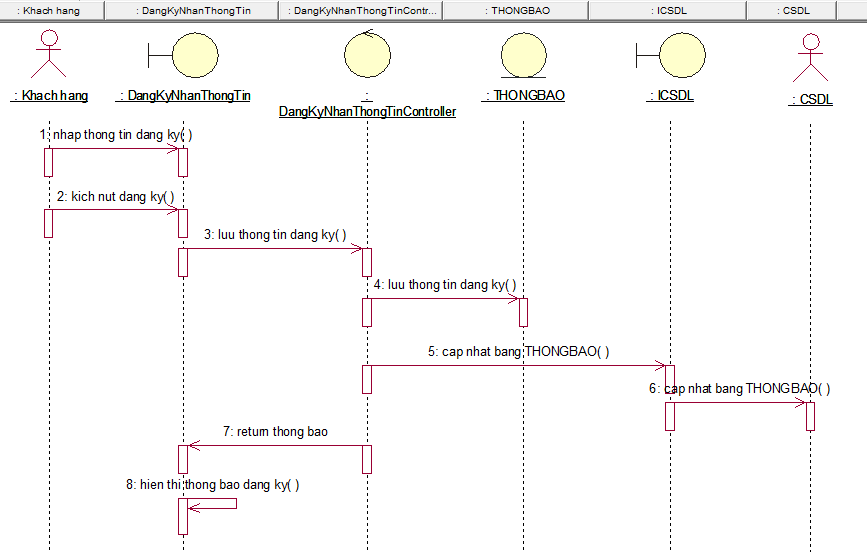 : Khach hang
: DangKyNhanThongTin
: DangKyNhanThongTinContr...
: THONGBAO
: ICSDL
: CSDL
: Khach hang
: DangKyNhanThongTin
:
DangKyNhanThongTinController
: THONGBAO
: ICSDL
: CSDL
1: nhap thong tin dang ky( )
2: kich nut dang ky( )
3: luu thong tin dang ky( )
4: luu thong tin dang ky( )
5: cap nhat bang THONGBAO( )
6: cap nhat bang THONGBAO( )
7: return thong bao
8: hien thi thong bao dang ky( )